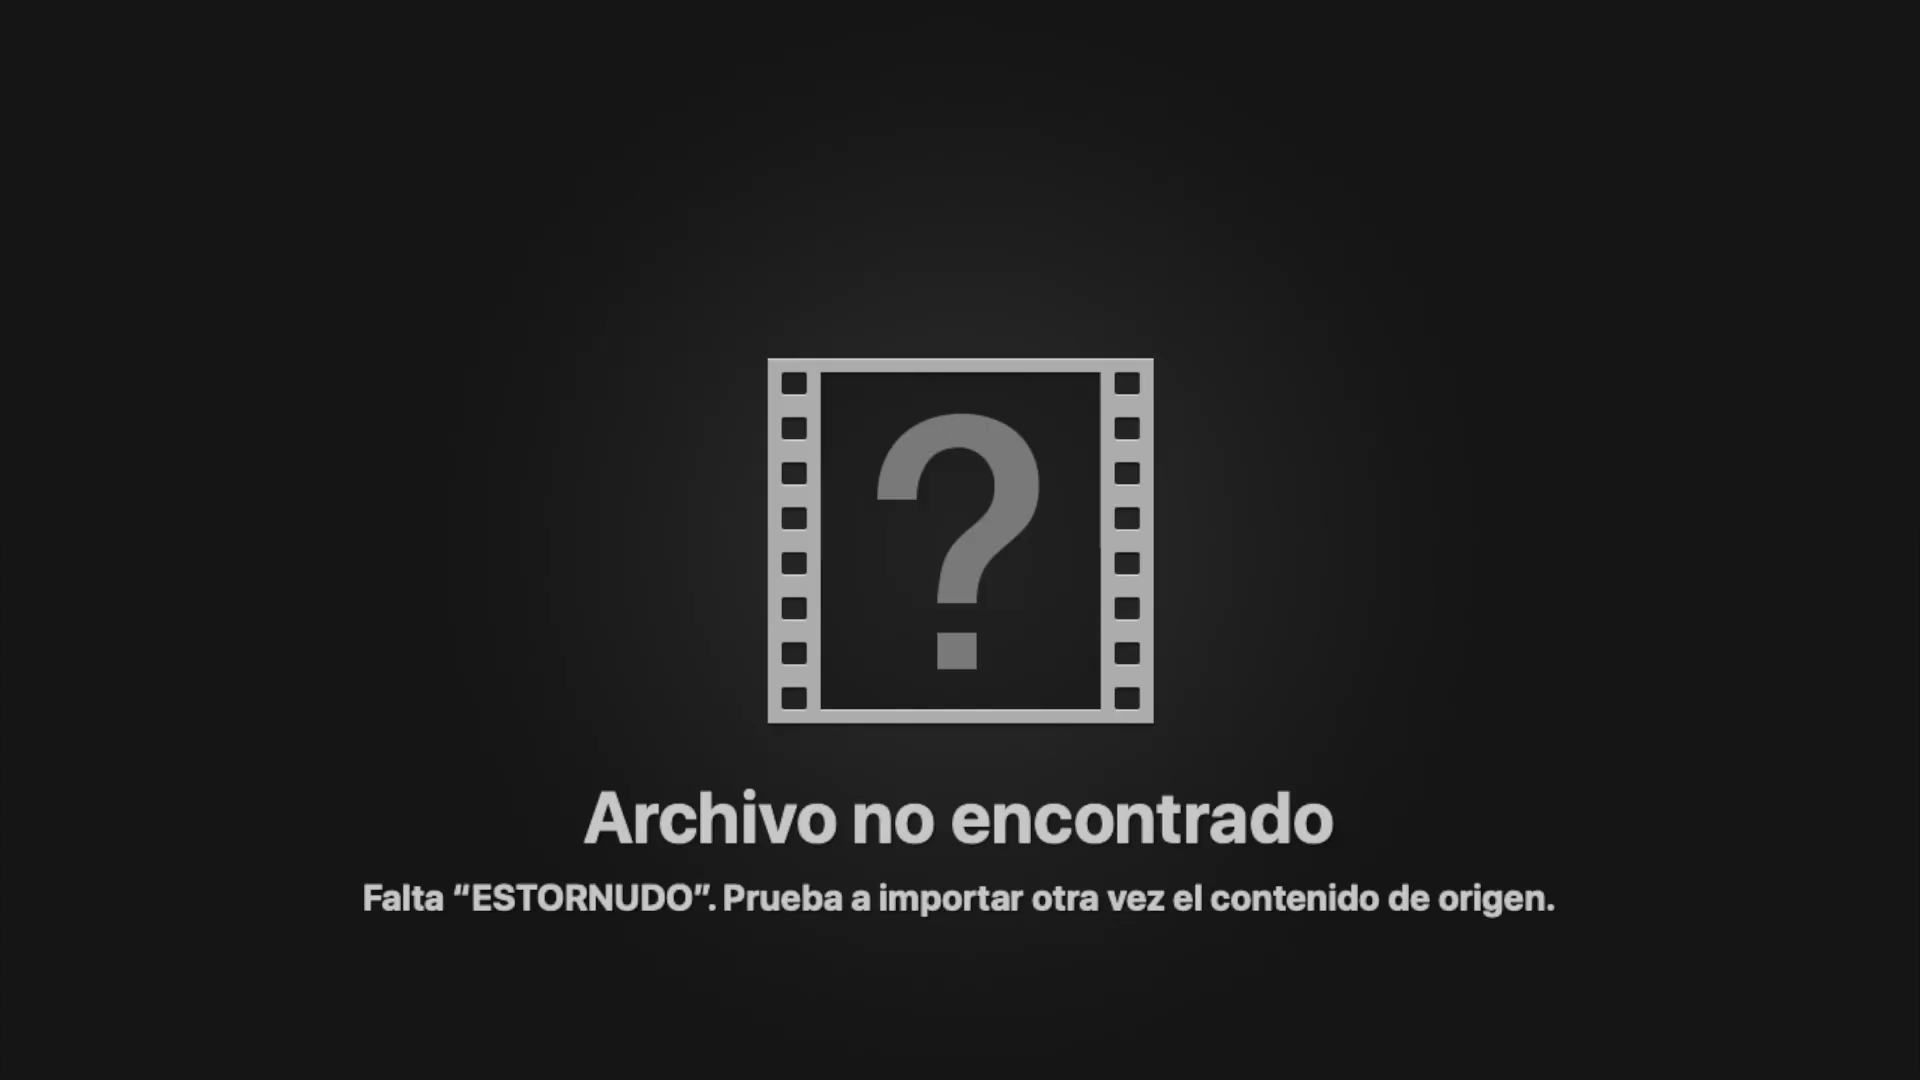 Archivo no encontrado
Falta “ESTORNUDO”. Prueba a importar otra vez el contenido de origen.